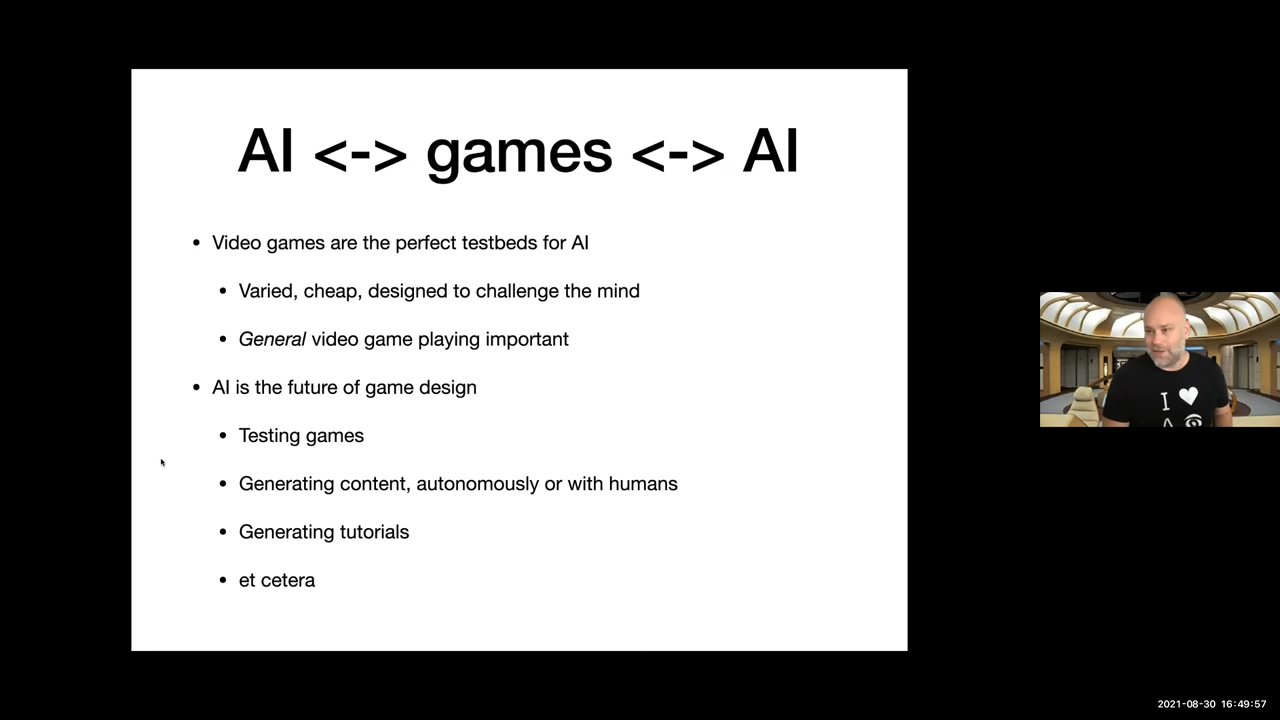 AI <-> games <-> AI
• Video games are the perfect testbeds for AI
• Varied, cheap, designed to challenge the mind
• General video game playing important
• AI is the future of game design
• Testing games
• Generating content, autonomously or with humans
• Generating tutorials
• et cetera
I ♥
2021-08-30 16:49:57